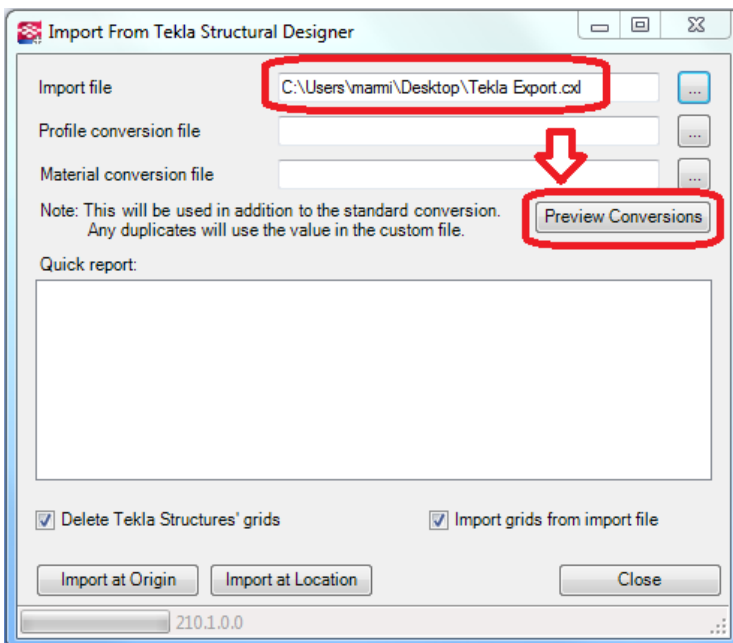 Import From Tekla Structural Designer
Import file
C:\Users\marmi\Desktop\Tekla Export.cxl
...
Profile conversion file
...
Material conversion file
...
Note: This will be used in addition to the standard conversion.
Any duplicates will use the value in the custom file.
Preview Conversions
Quick report:
Delete Tekla Structures' grids
Import grids from import file
Import at Origin
Import at Location
Close
210.1.0.0